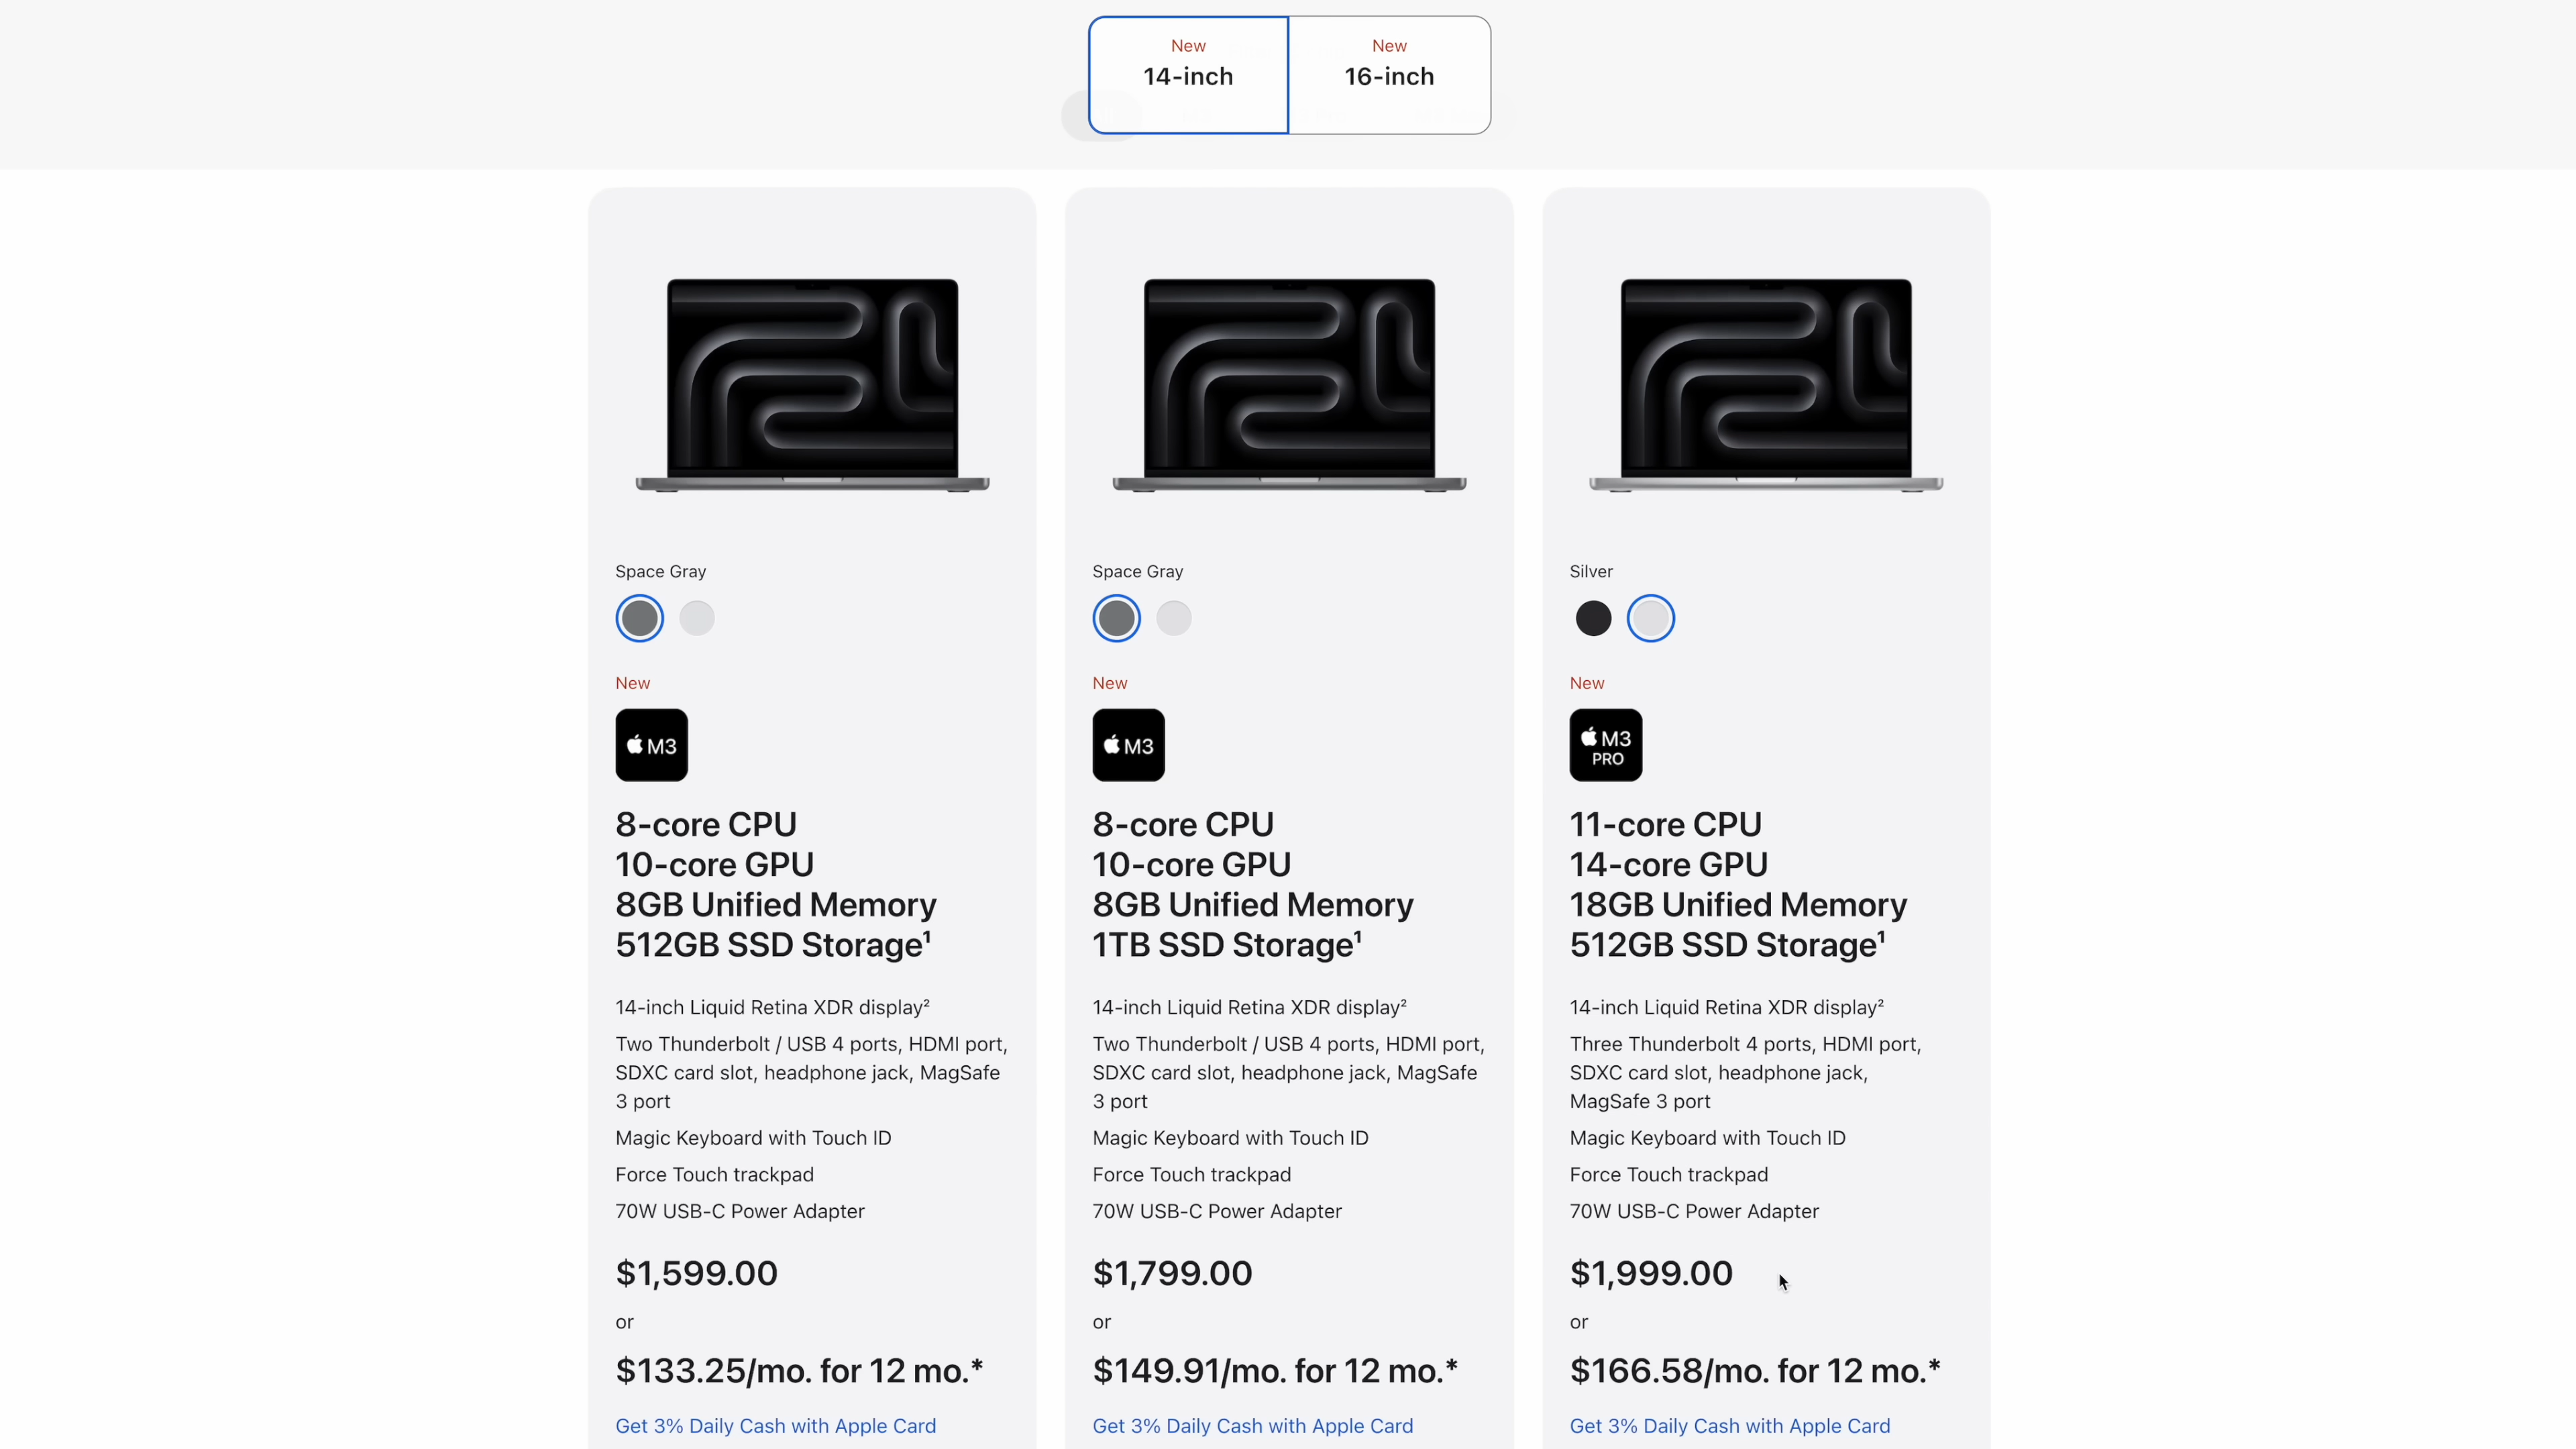 New
14-inch
New
16-inch
Space Gray
New
M3
8-core CPU
10-core GPU
8GB Unified Memory
512GB SSD Storage¹
14-inch Liquid Retina XDR display²
Two Thunderbolt / USB 4 ports, HDMI port,
SDXC card slot, headphone jack, MagSafe
3 port
Magic Keyboard with Touch ID
Force Touch trackpad
70W USB-C Power Adapter
$1,599.00
or
$133.25/mo. for 12 mo.*
Get 3% Daily Cash with Apple Card
Space Gray
New
M3
8-core CPU
10-core GPU
8GB Unified Memory
1TB SSD Storage¹
14-inch Liquid Retina XDR display²
Two Thunderbolt / USB 4 ports, HDMI port,
SDXC card slot, headphone jack, MagSafe
3 port
Magic Keyboard with Touch ID
Force Touch trackpad
70W USB-C Power Adapter
$1,799.00
or
$149.91/mo. for 12 mo.*
Get 3% Daily Cash with Apple Card
Silver
New
M3
PRO
11-core CPU
14-core GPU
18GB Unified Memory
512GB SSD Storage¹
14-inch Liquid Retina XDR display²
Three Thunderbolt 4 ports, HDMI port,
SDXC card slot, headphone jack,
MagSafe 3 port
Magic Keyboard with Touch ID
Force Touch trackpad
70W USB-C Power Adapter
$1,999.00
or
$166.58/mo. for 12 mo.*
Get 3% Daily Cash with Apple Card